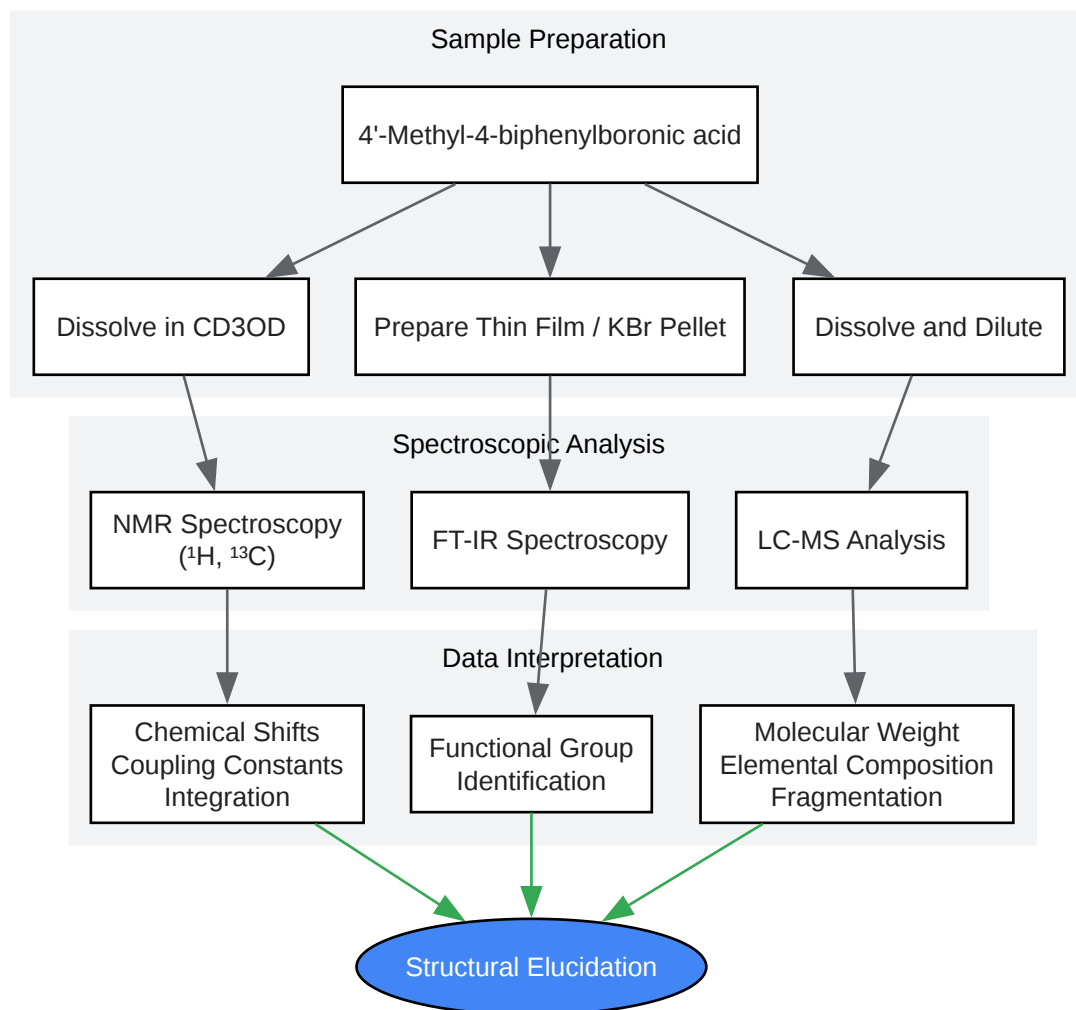 Sample Preparation
4'-Methyl-4-biphenylboronic acid
Dissolve in CD3OD
Prepare Thin Film / KBr Pellet
Dissolve and Dilute
Spectroscopic Analysis
NMR Spectroscopy
(¹H, ¹³C)
FT-IR Spectroscopy
LC-MS Analysis
Data Interpretation
Chemical Shifts
Coupling Constants
Integration
Functional Group
Identification
Molecular Weight
Elemental Composition
Fragmentation
Structural Elucidation